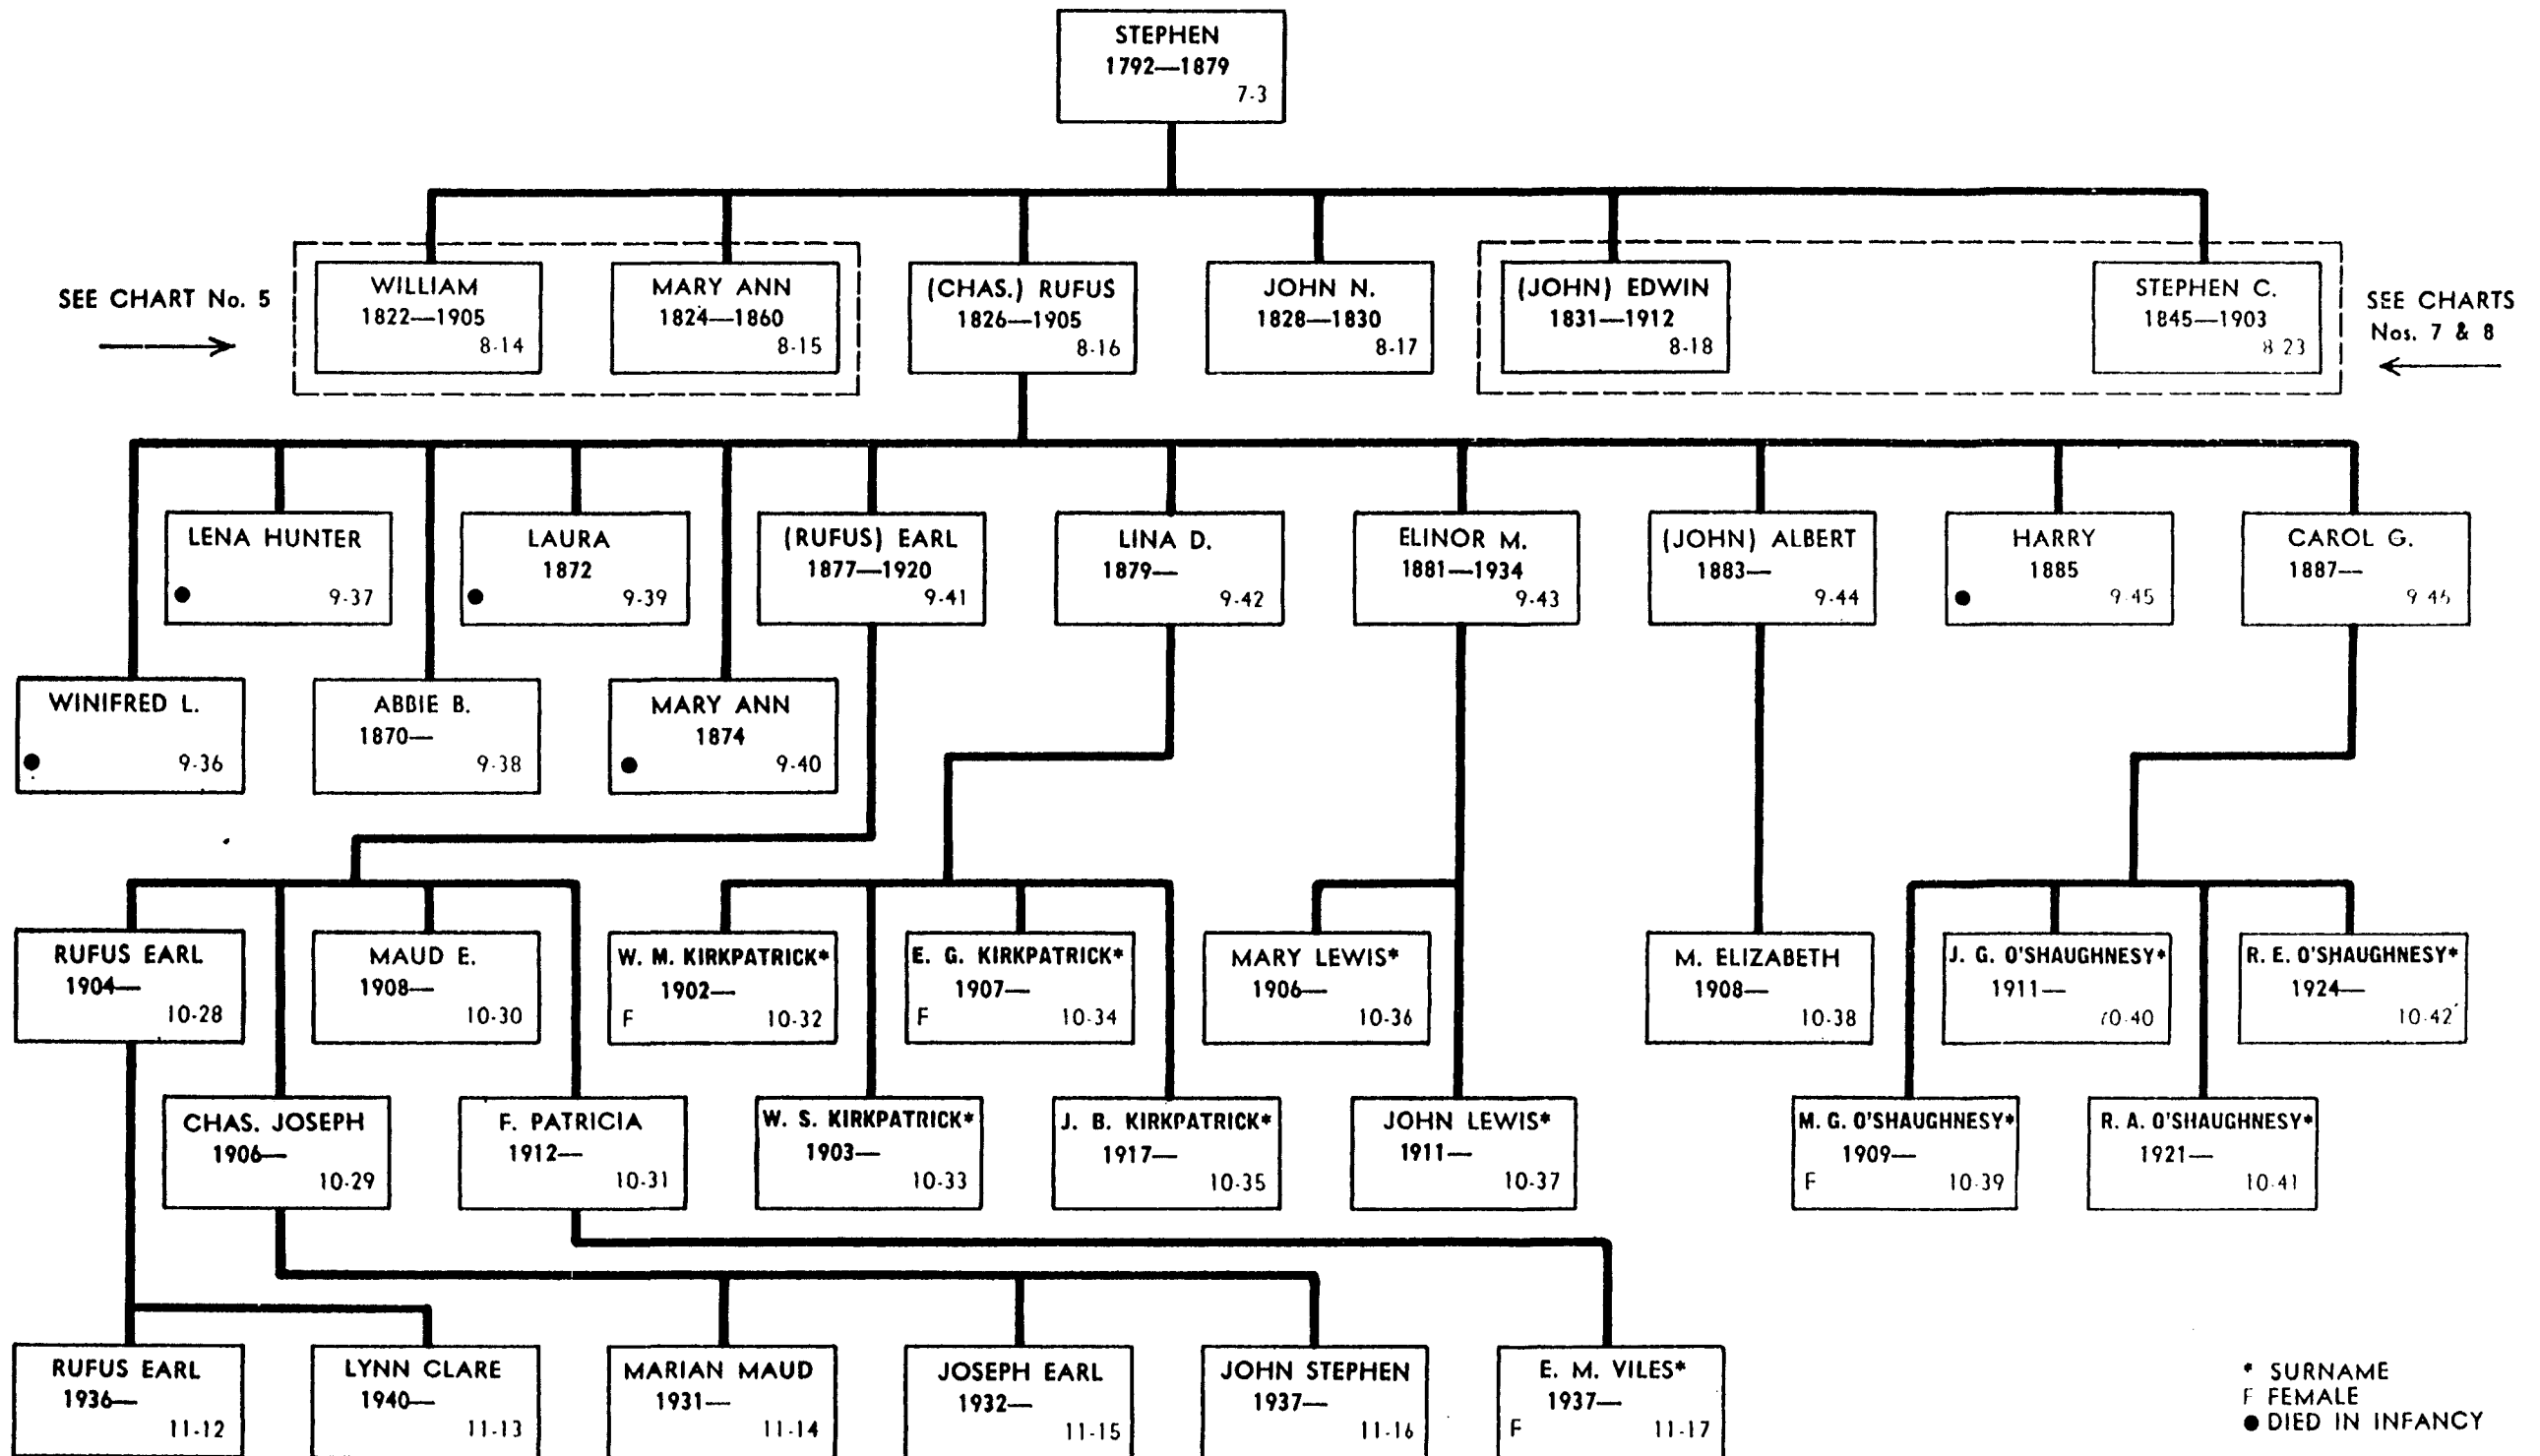 STEPHEN
1792—1879
7-3
SEE CHART No. 5
WILLIAM
1822—1905
8-14
MARY ANN
1824—1860
8-15
(CHAS.) RUFUS
1826—1905
8-16
JOHN N.
1828—1830
8-17
(JOHN) EDWIN
1831—1912
8-18
STEPHEN C.
1845—1903
8 23
SEE CHARTS
Nos. 7 & 8
LENA HUNTER
● 9-37
LAURA
1872
● 9-39
(RUFUS) EARL
1877—1920
9-41
LINA D.
1879—
9-42
ELINOR M.
1881—1934
9-43
(JOHN) ALBERT
1883—
9-44
HARRY
1885
● 9-45
CAROL G.
1887—
9-46
WINIFRED L.
● 9-36
ABBIE B.
1870—
9-38
MARY ANN
1874
● 9-40
RUFUS EARL
1904—
10-28
MAUD E.
1908—
10-30
W. M. KIRKPATRICK*
1902—
F 10-32
E. G. KIRKPATRICK*
1907—
F 10-34
MARY LEWIS*
1906—
10-36
M. ELIZABETH
1908—
10-38
J. G. O'SHAUGHNESY*
1911—
10-40
R. E. O'SHAUGHNESY*
1924—
10-42
CHAS. JOSEPH
1906—
10-29
F. PATRICIA
1912—
10-31
W. S. KIRKPATRICK*
1903—
10-33
J. B. KIRKPATRICK*
1917—
10-35
JOHN LEWIS*
1911—
10-37
M. G. O'SHAUGHNESY*
1909—
F 10-39
R. A. O'SHAUGHNESY*
1921—
10-41
RUFUS EARL
1936—
11-12
LYNN CLARE
1940—
11-13
MARIAN MAUD
1931—
11-14
JOSEPH EARL
1932—
11-15
JOHN STEPHEN
1937—
11-16
E. M. VILES*
1937—
F 11-17
* SURNAME
F FEMALE
● DIED IN INFANCY